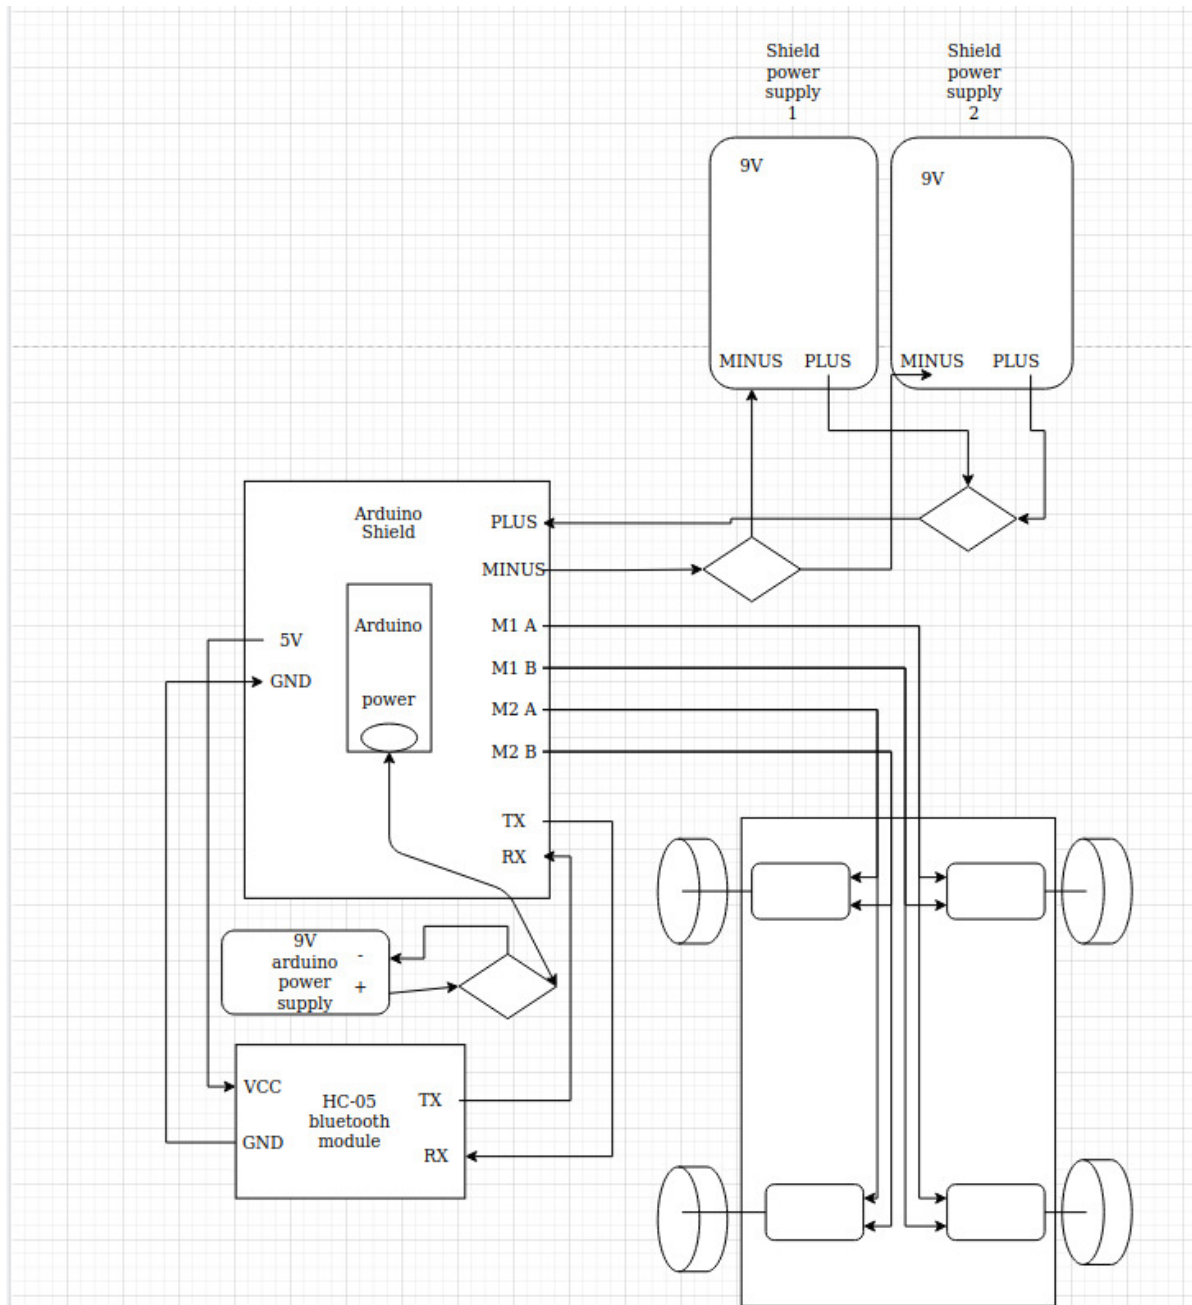 Shield
power
supply
1
Shield
power
supply
2
9V
9V
MINUS PLUS
MINUS PLUS
Arduino
Shield
PLUS
MINUS
Arduino
power
5V
GND
M1 A
M1 B
M2 A
M2 B
TX
RX
9V
arduino
power
supply
-
+
VCC
GND
HC-05
bluetooth
module
TX
RX